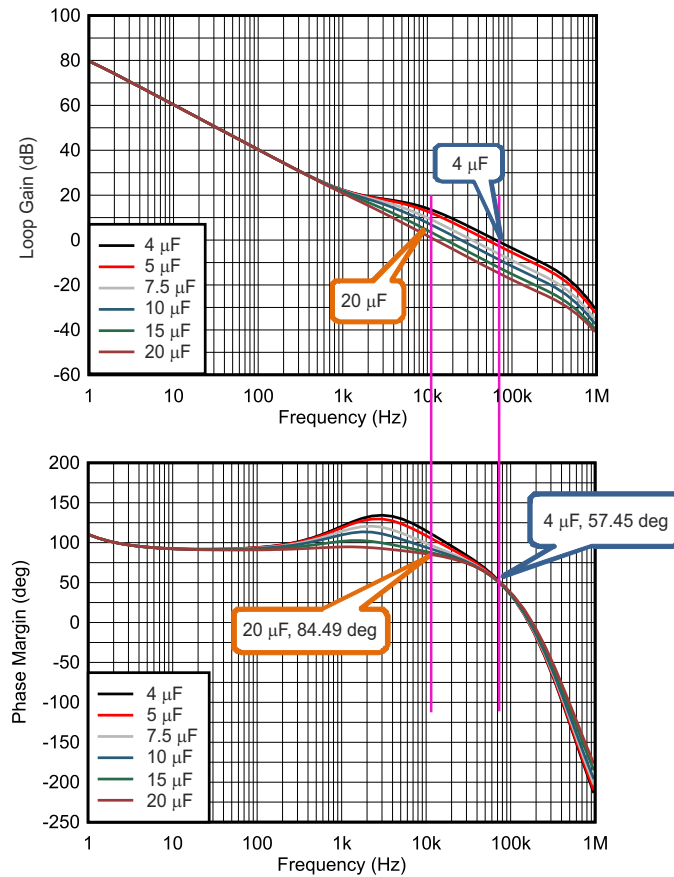 100
80
60
40
20
0
-20
-40
-60
Loop Gain (dB)
4 μF
20 μF
4 μF
5 μF
7.5 μF
10 μF
15 μF
20 μF
1 10 100 1k 10k 100k 1M
Frequency (Hz)
200
150
100
50
0
-50
-100
-150
-200
-250
Phase Margin (deg)
4 μF, 57.45 deg
20 μF, 84.49 deg
4 μF
5 μF
7.5 μF
10 μF
15 μF
20 μF
1 10 100 1k 10k 100k 1M
Frequency (Hz)